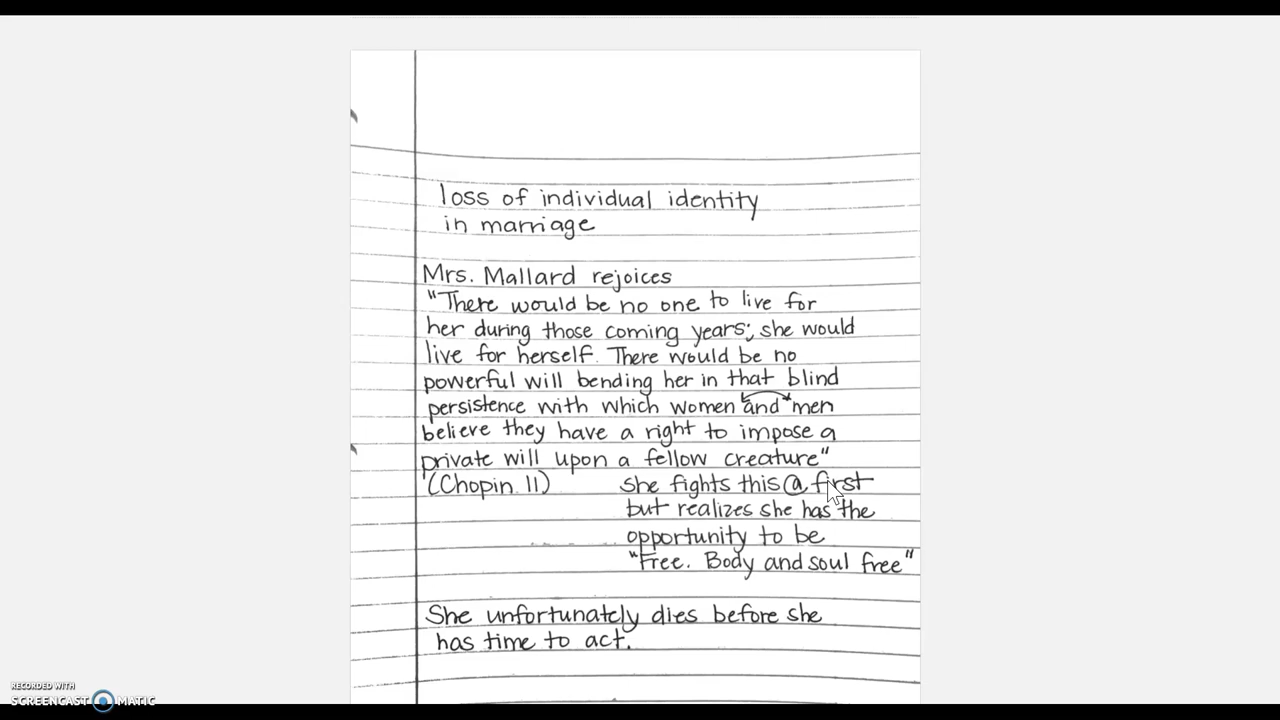 loss of individual identity
in marriage
Mrs. Mallard rejoices
"There would be no one to live for
her during those coming years; she would
live for herself. There would be no
powerful will bending her in that blind
persistence with which women and men
believe they have a right to impose a
private will upon a fellow creature"
(Chopin 11)
she fights this @ first
but realizes she has the
opportunity to be
"Free. Body and soul free"
She unfortunately dies before she
has time to act.
RECORDED WITH
SCREENCAST MATIC